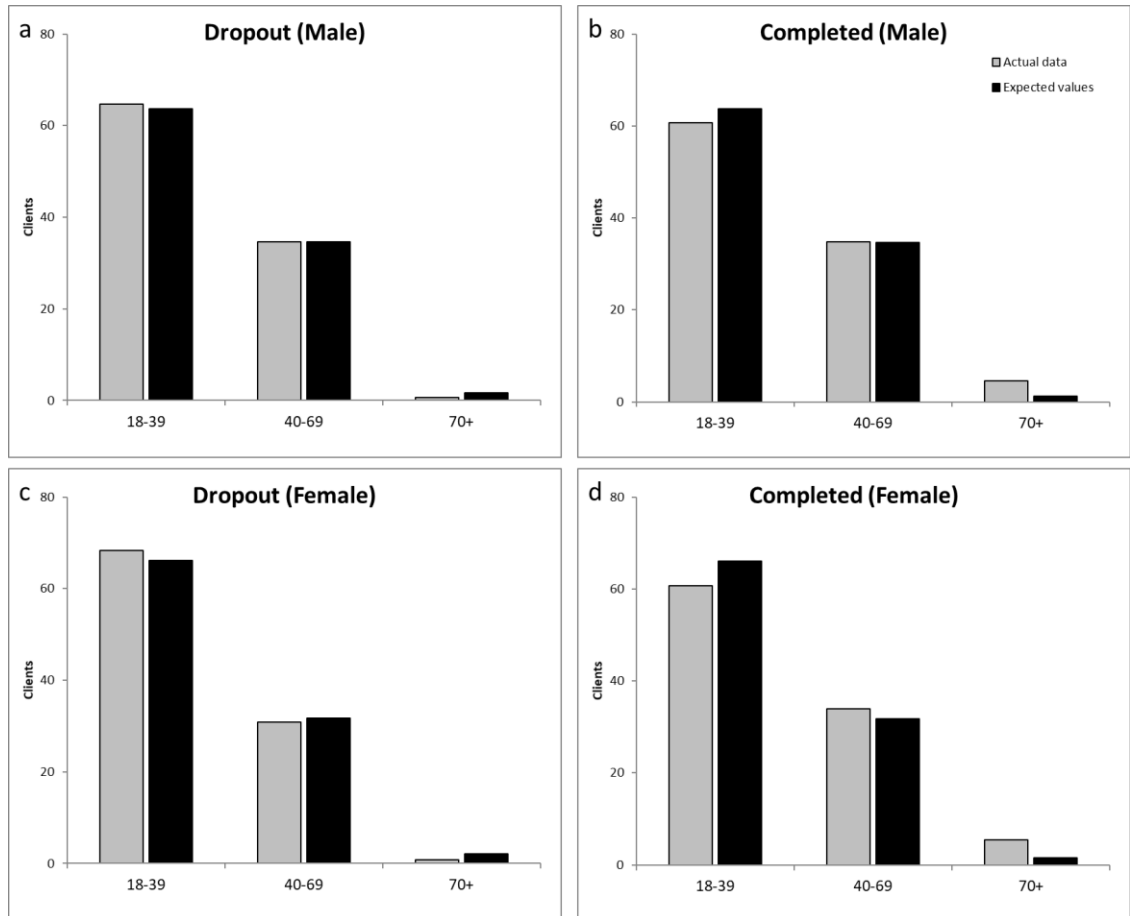 a
Dropout (Male)
80
60
40
20
0
Clients
18-39
40-69
70+
b
Completed (Male)
Actual data
Expected values
80
60
40
20
0
Clients
18-39
40-69
70+
c
Dropout (Female)
80
60
40
20
0
Clients
18-39
40-69
70+
d
Completed (Female)
80
60
40
20
0
Clients
18-39
40-69
70+